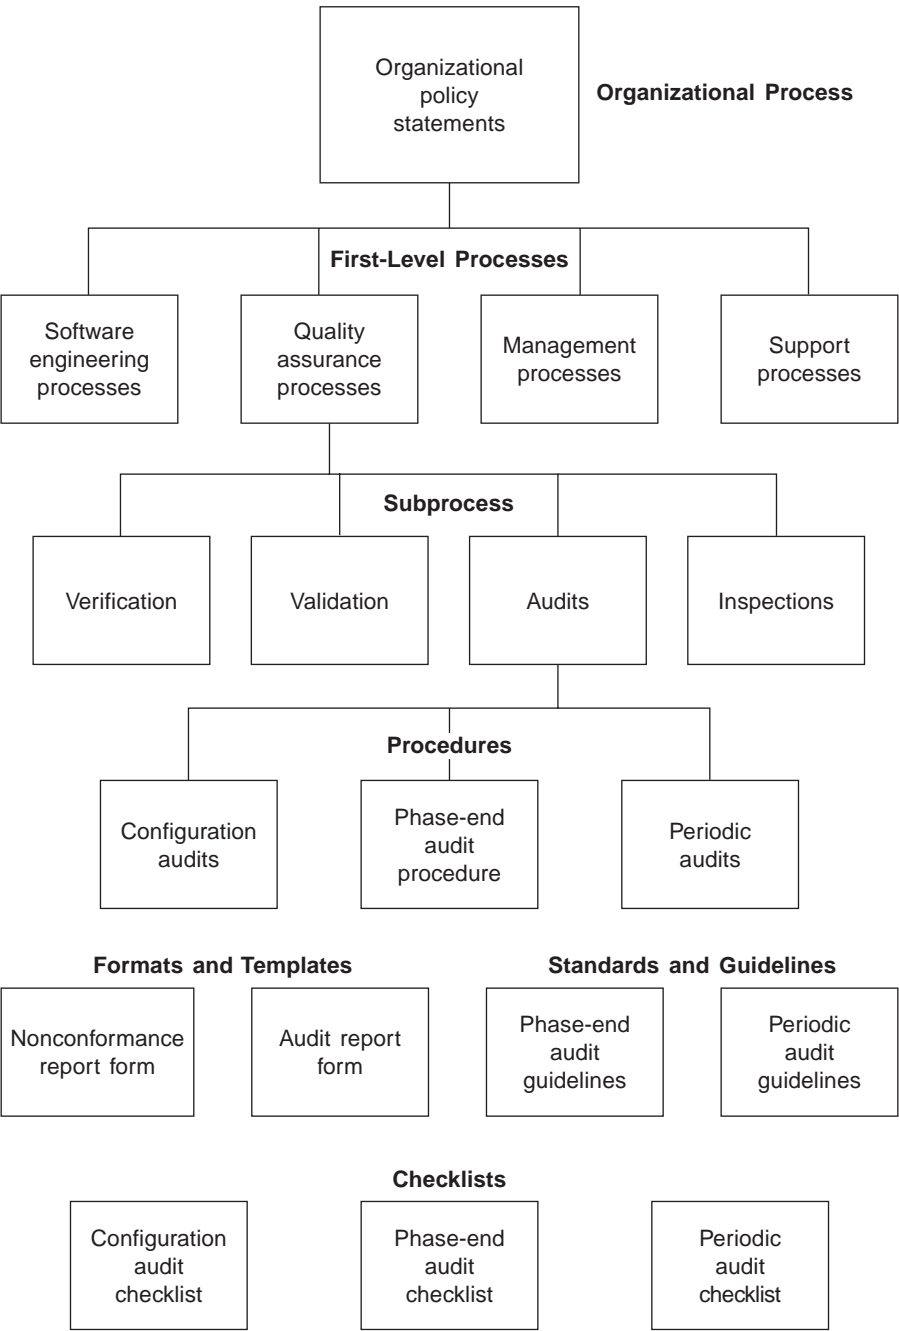 Organizational
policy
statements
Organizational Process
First-Level Processes
Software
engineering
processes
Quality
assurance
processes
Management
processes
Support
processes
Subprocess
Verification
Validation
Audits
Inspections
Procedures
Configuration
audits
Phase-end
audit
procedure
Periodic
audits
Formats and Templates
Standards and Guidelines
Nonconformance
report form
Audit report
form
Phase-end
audit
guidelines
Periodic
audit
guidelines
Checklists
Configuration
audit
checklist
Phase-end
audit
checklist
Periodic
audit
checklist